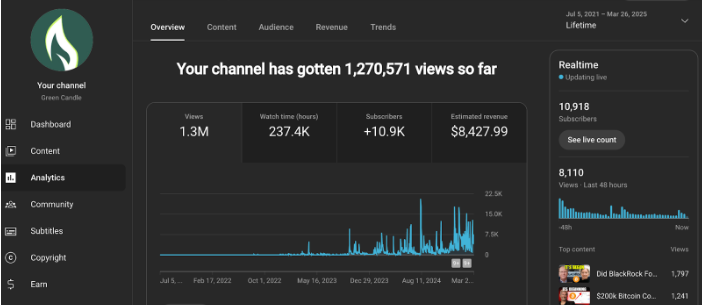 Overview
Content
Audience
Revenue
Trends
Jul 5, 2021 – Mar 26, 2025
Lifetime
Your channel
Green Candle
Dashboard
Content
Analytics
Community
Subtitles
Copyright
Earn
Your channel has gotten 1,270,571 views so far
Views
1.3M
Watch time (hours)
237.4K
Subscribers
+10.9K
Estimated revenue
$8,427.99
22.5K
15.0K
7.5K
0
Jul 5, ...
Feb 17, 2022
Oct 1, 2022
May 16, 2023
Dec 29, 2023
Aug 11, 2024
Mar 2...
Realtime
Updating live
10,918
Subscribers
See live count
8,110
Views · Last 48 hours
-48h
Now
Top content
Views
Did BlackRock Fo...
1,797
$200k Bitcoin Co...
1,241